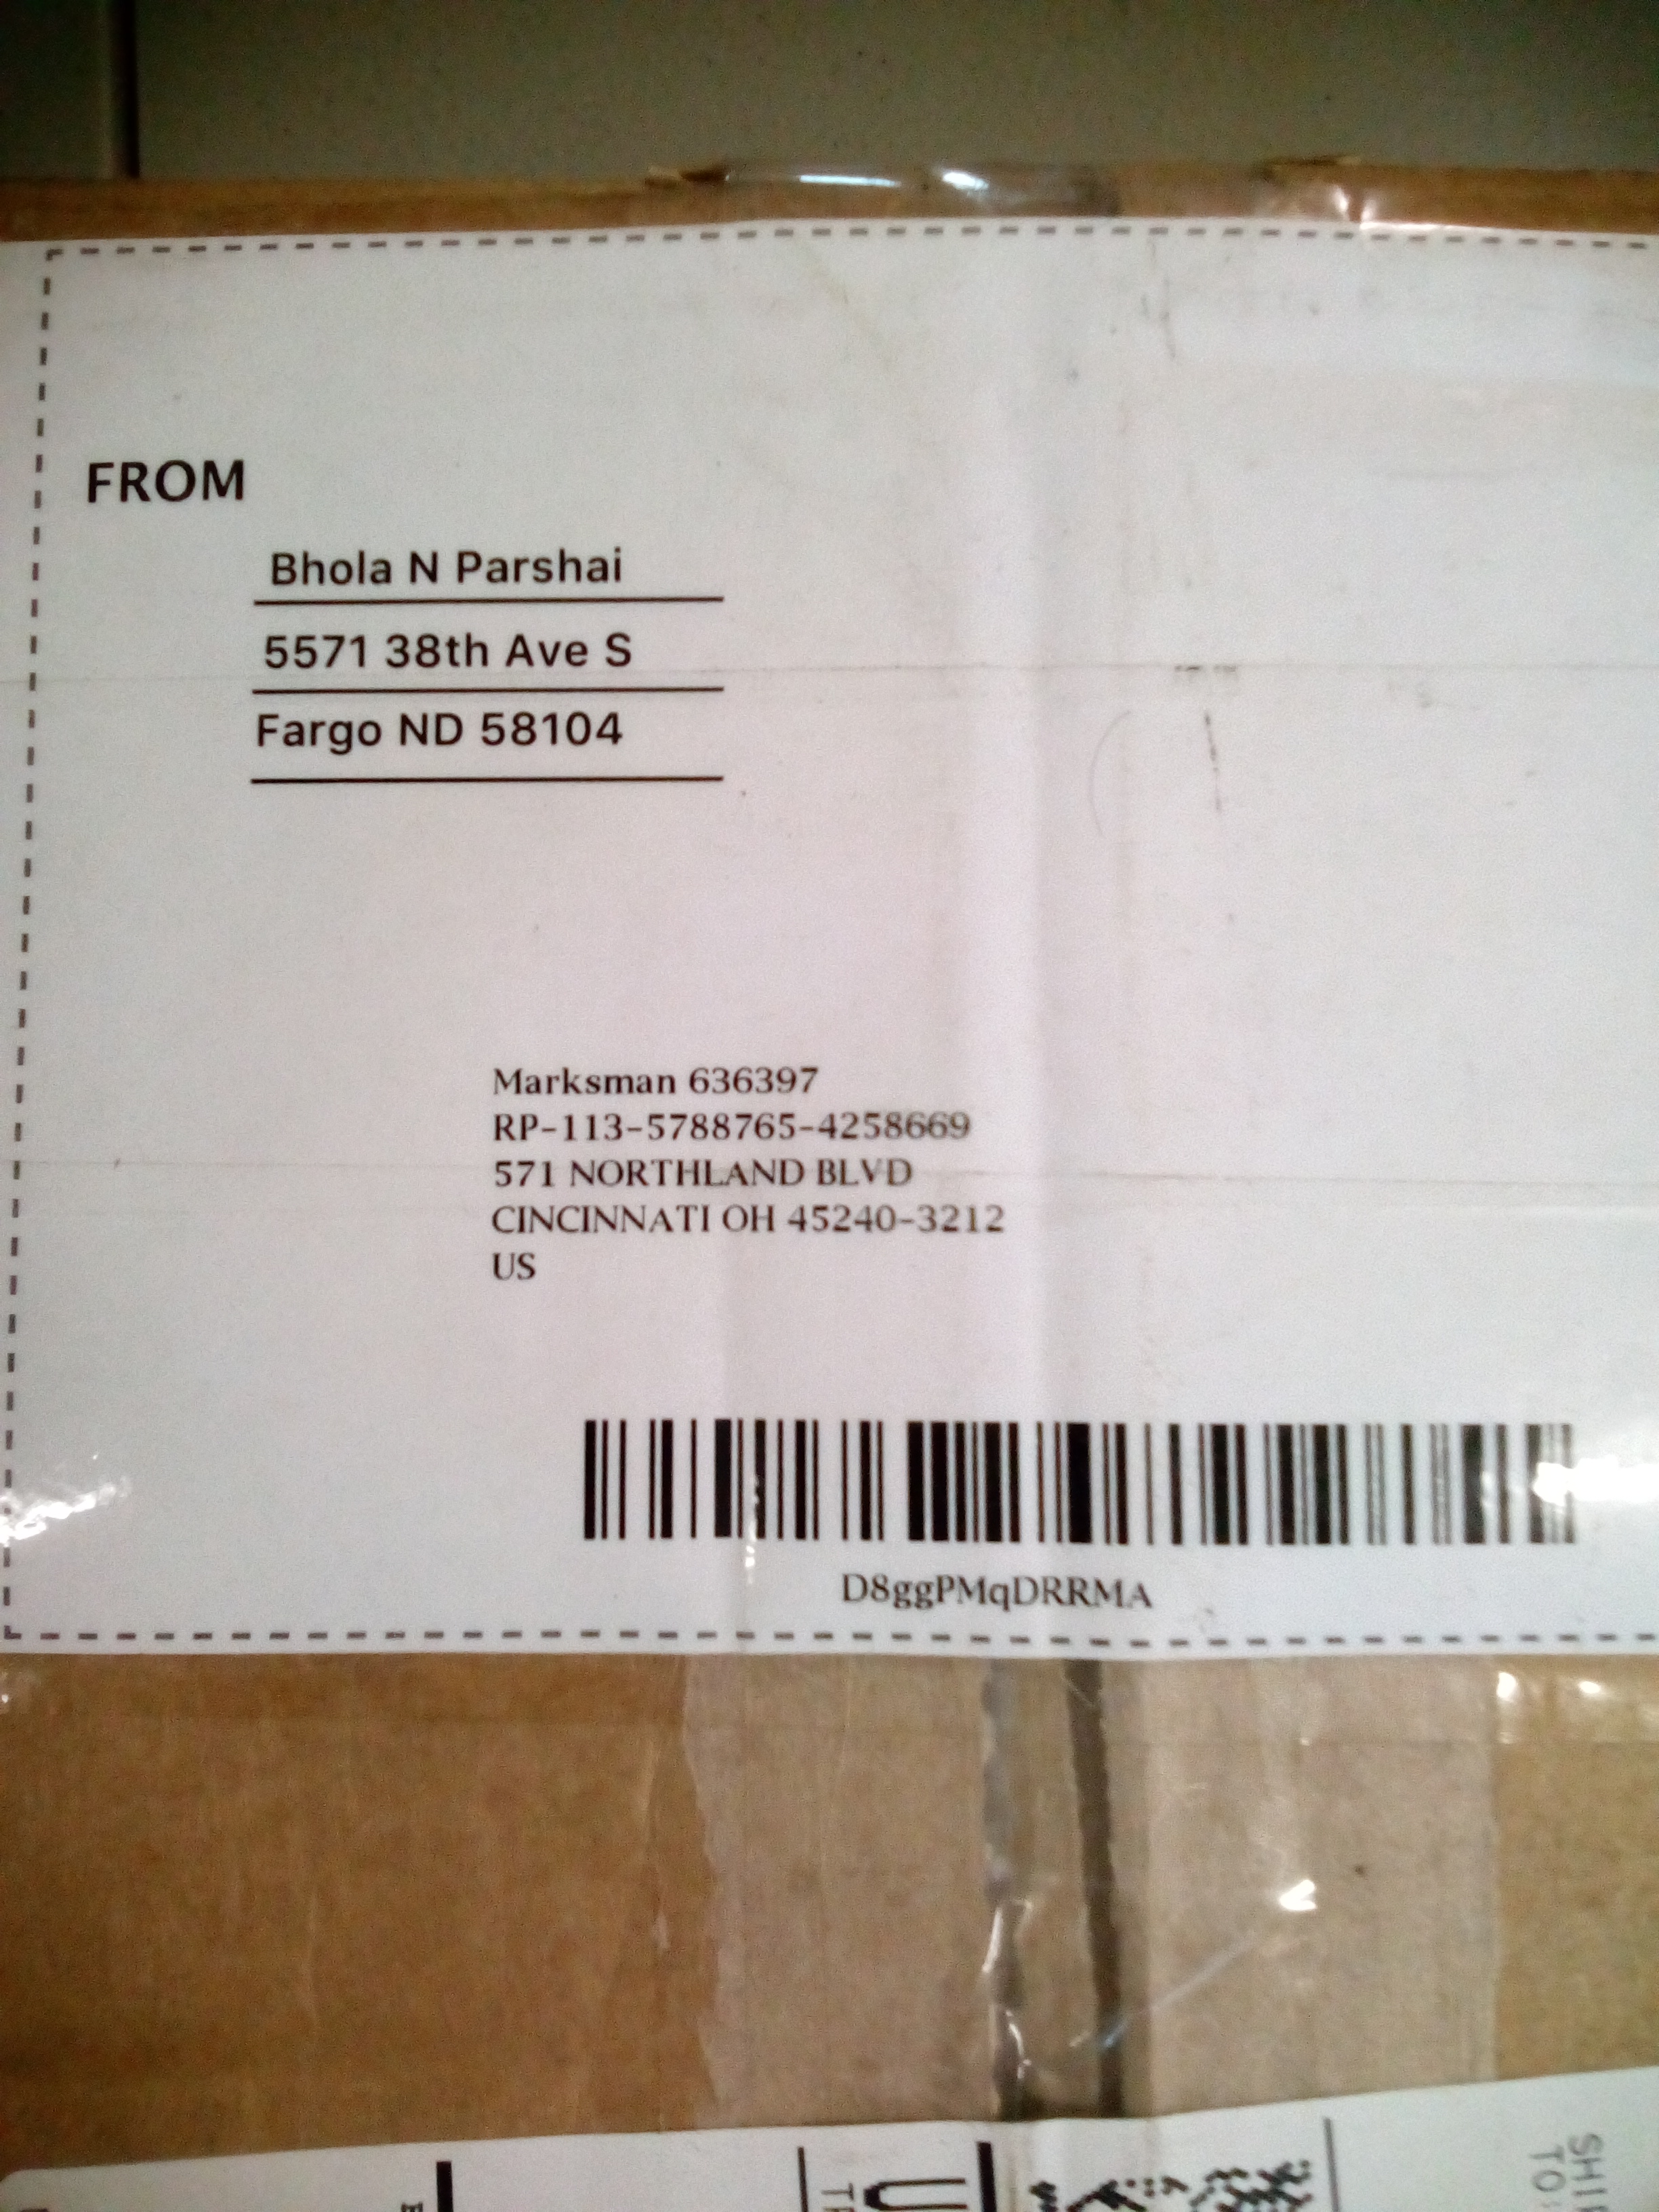 FROM
Bhola N Parshai
5571 38th Ave S
Fargo ND 58104
Marksman 636397
RP-113-5788765-4258669
571 NORTHLAND BLVD
CINCINNATI OH 45240-3212
US
D8ggPMqDRRMA
TO